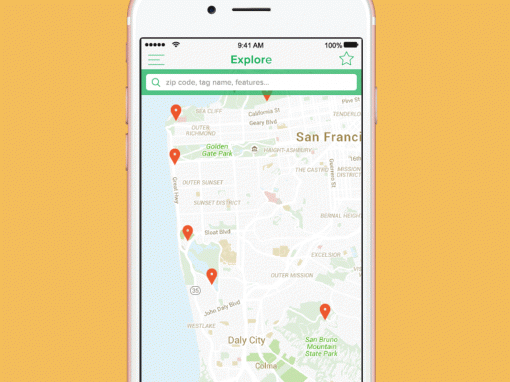 9:41 AM
100%
Explore
zip code, tag name, features...
Pine St
SEA CLIFF
California St
TENDERLOIN
Geary Blvd
OUTER
RICHMOND
San Franci
Golden
Gate Park
HAIGHT-ASHBURY
Great Hwy
THE CASTRO
MISSION
DISTRICT
Guerrero St
OUTER SUNSET
SUNSET DISTRICT
BERNAL HEIGHTS
Sloat Blvd
EXCELSIOR
OUTER MISSION
35
John Daly Blvd
WESTLAKE
Daly City
San Bruno
Mountain
State Park
Colma